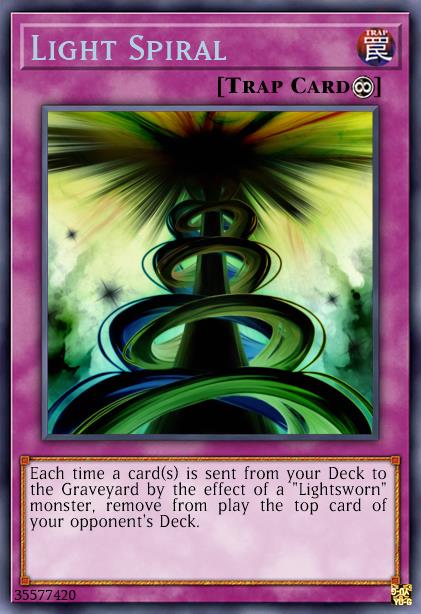 Light Spiral
TRAP
罠
[Trap Card]
Each time a card(s) is sent from your Deck to
the Graveyard by the effect of a "Lightsworn"
monster, remove from play the top card of
your opponent's Deck.
35577420